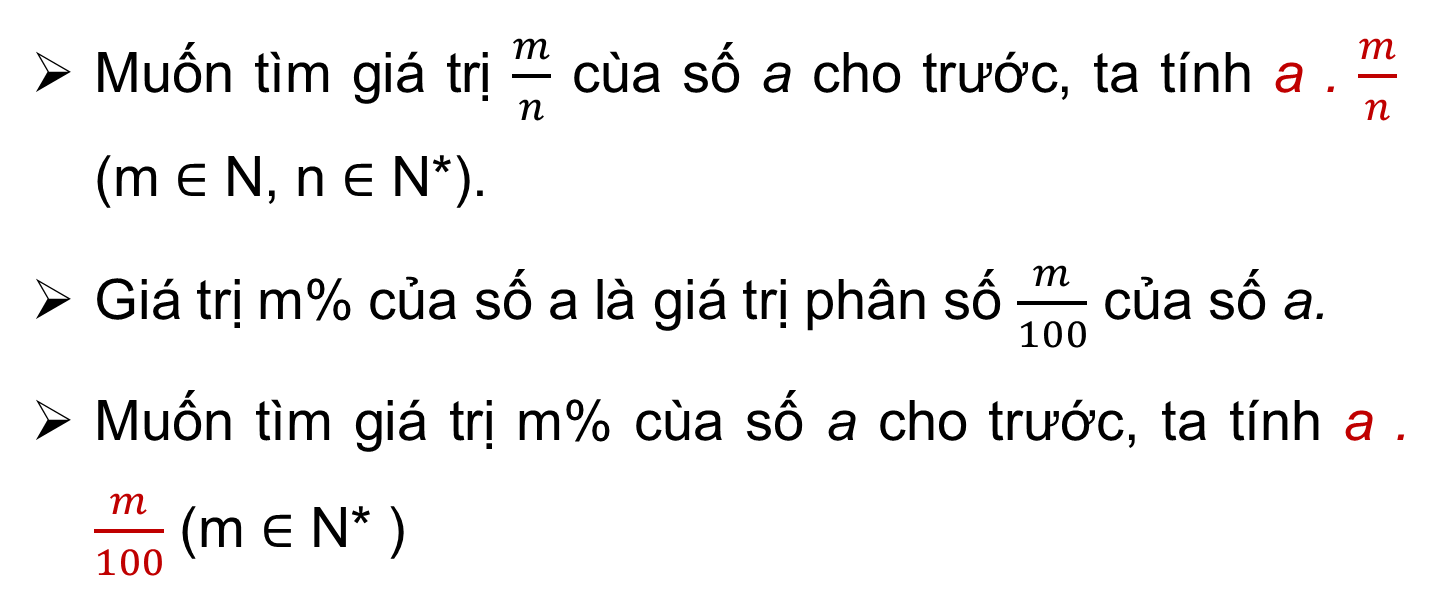 ➢ Muốn tìm giá trị m/n cùa số a cho trước, ta tính a . m/n
(m ∈ N, n ∈ N*).
➢ Giá trị m% của số a là giá trị phân số m/100 của số a.
➢ Muốn tìm giá trị m% cùa số a cho trước, ta tính a .
m/100 (m ∈ N* )